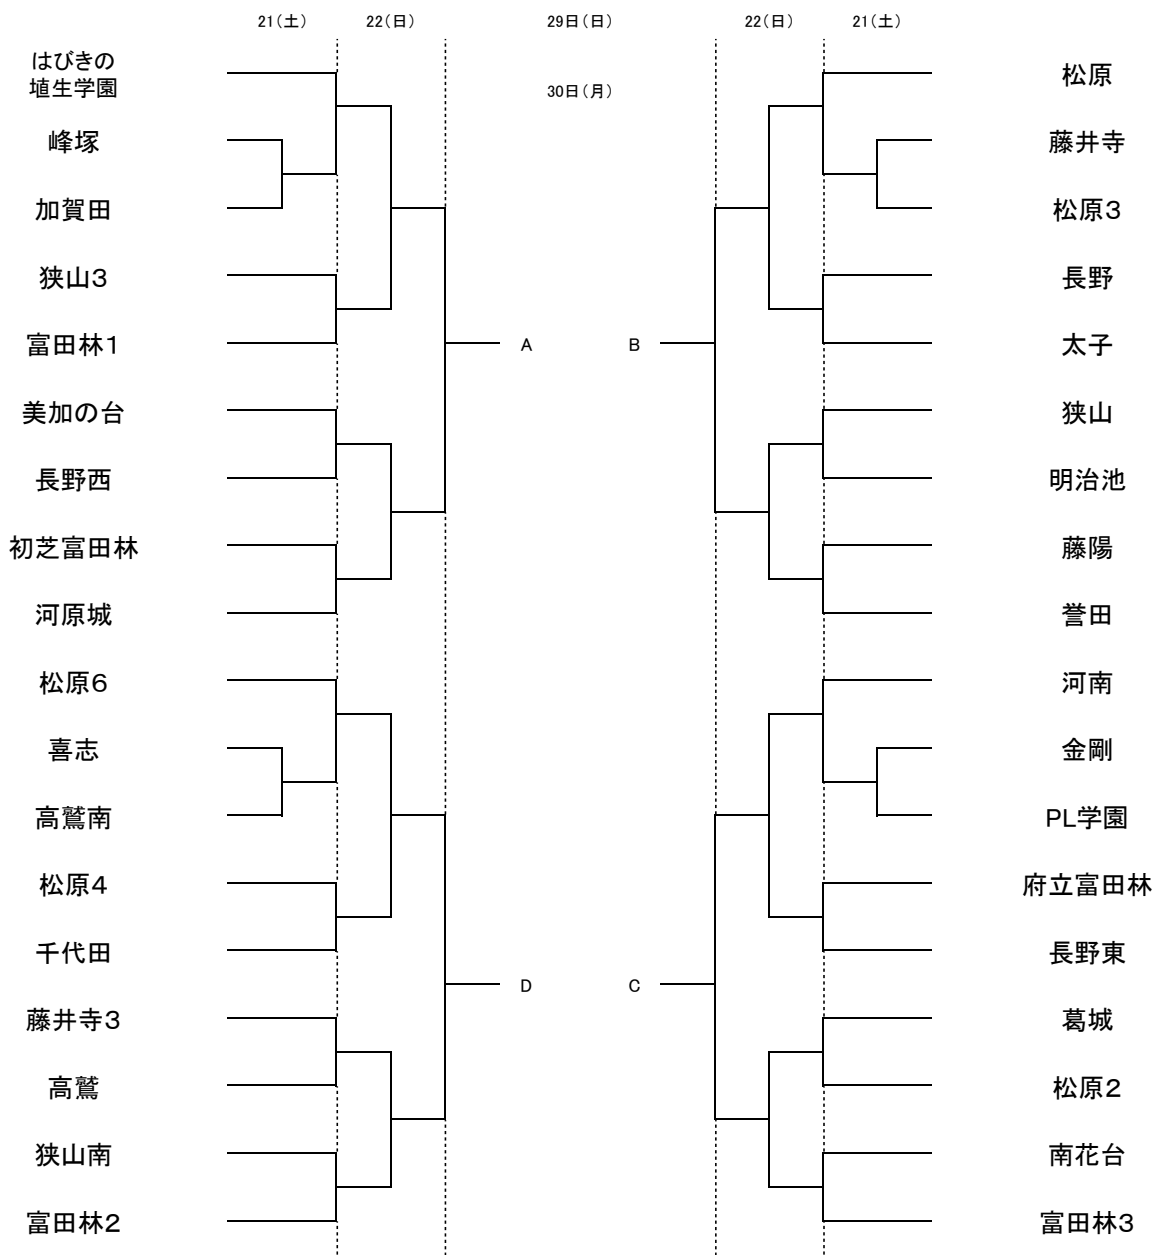 21(土)
22(日)
29日(日)
22(日)
21(土)
30日(月)
はびきの
埴生学園
峰塚
加賀田
狭山3
富田林1
美加の台
長野西
初芝富田林
河原城
松原6
喜志
高鷲南
松原4
千代田
藤井寺3
高鷲
狭山南
富田林2
A
D
B
C
松原
藤井寺
松原3
長野
太子
狭山
明治池
藤陽
誉田
河南
金剛
PL学園
府立富田林
長野東
葛城
松原2
南花台
富田林3